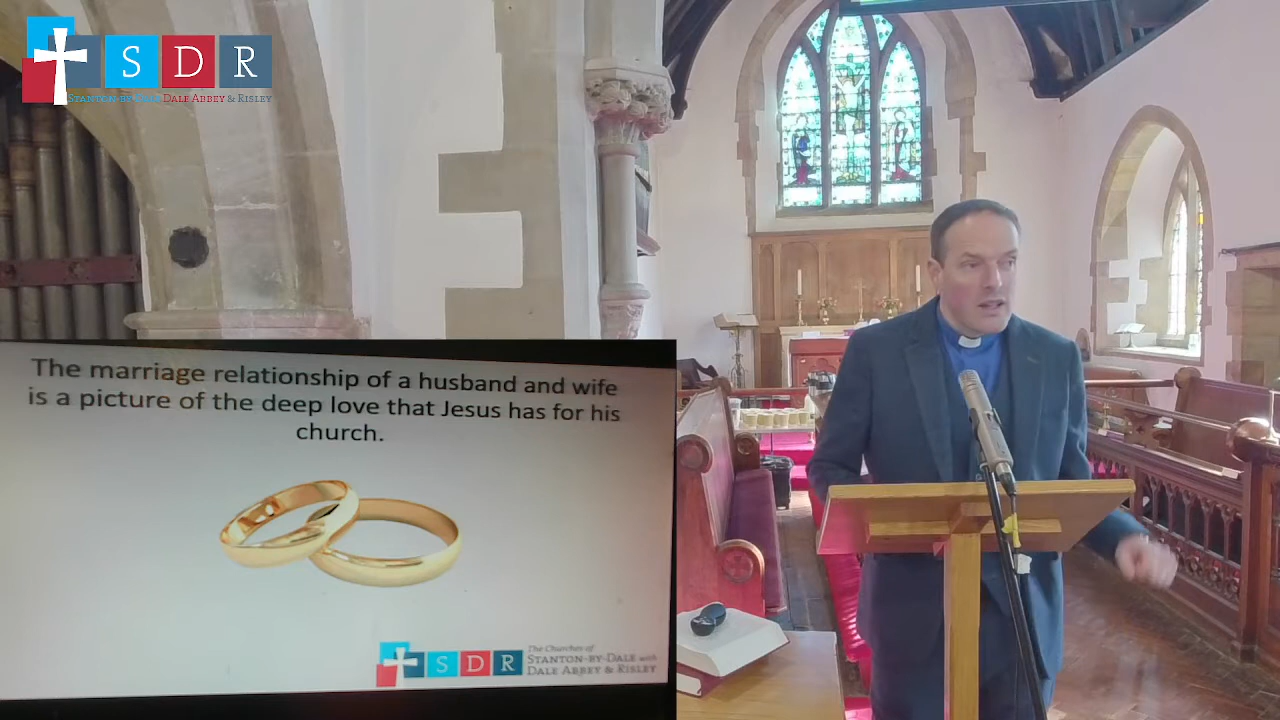 SDR
STANTON-BY-DALE DALE ABBEY & RISLEY
The marriage relationship of a husband and wife
is a picture of the deep love that Jesus has for his
church.
SDR
The Churches of
STANTON-BY-DALE with
DALE ABBEY & RISLEY